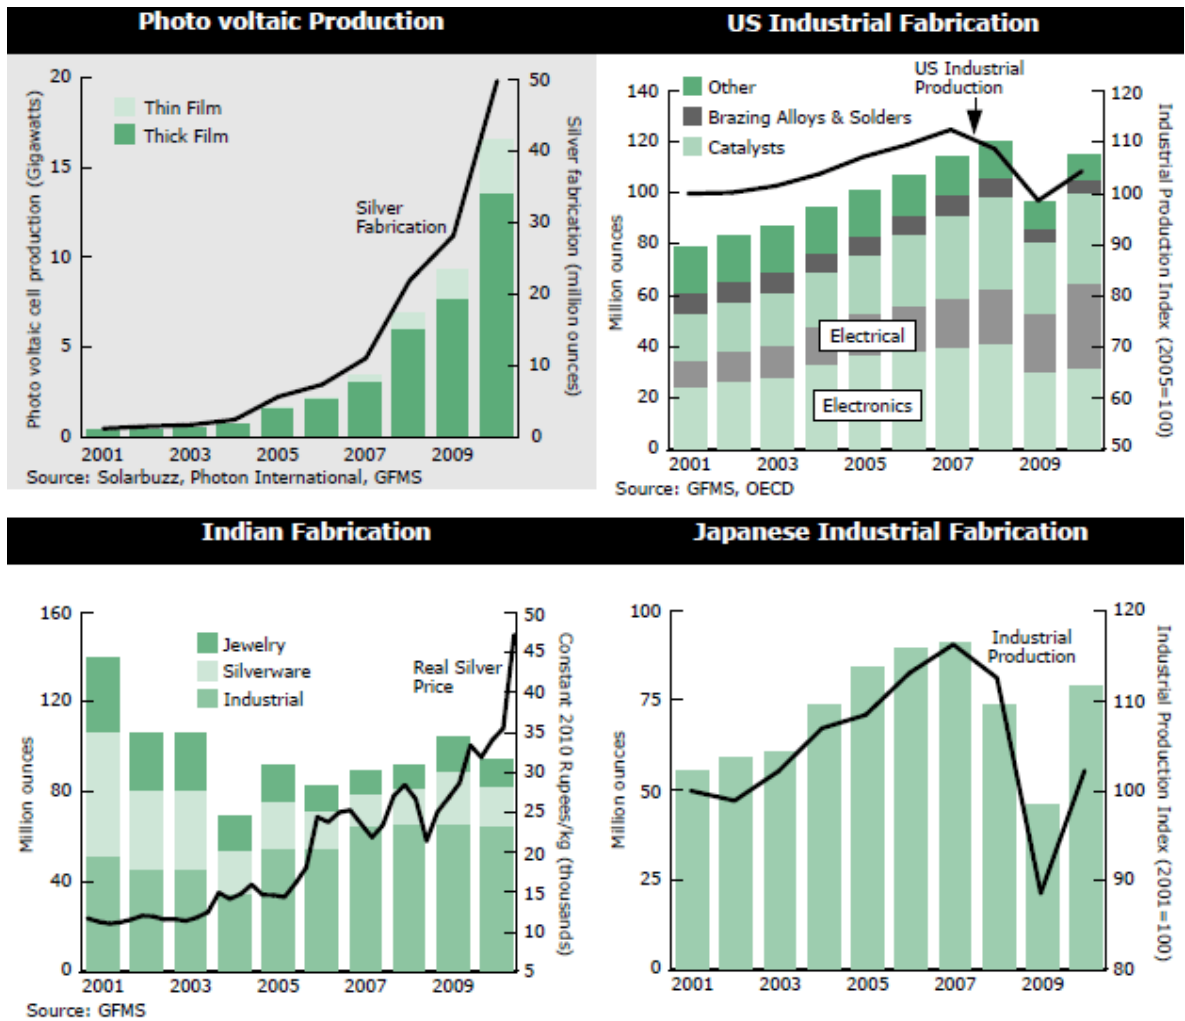 Photo voltaic Production
20
15
10
5
0
Photo voltaic cell production (Gigawatts)
Thin Film
Thick Film
Silver
Fabrication
50
40
30
20
10
0
Silver fabrication (million ounces)
2001
2003
2005
2007
2009
Source: Solarbuzz, Photon International, GFMS
US Industrial Fabrication
140
120
100
80
60
40
20
0
Million ounces
Other
Brazing Alloys & Solders
Catalysts
US Industrial
Production
Electrical
Electronics
120
110
100
90
80
70
60
50
Industrial Production Index (2005=100)
2001
2003
2005
2007
2009
Source: GFMS, OECD
Indian Fabrication
160
120
80
40
0
Million ounces
Jewelry
Silverware
Industrial
Real Silver
Price
50
45
40
35
30
25
20
15
10
5
Constant 2010 Rupees/kg (thousands)
2001
2003
2005
2007
2009
Source: GFMS
Japanese Industrial Fabrication
100
75
50
25
0
Million ounces
Industrial
Production
120
110
100
90
80
Industrial Production Index (2001=100)
2001
2003
2005
2007
2009